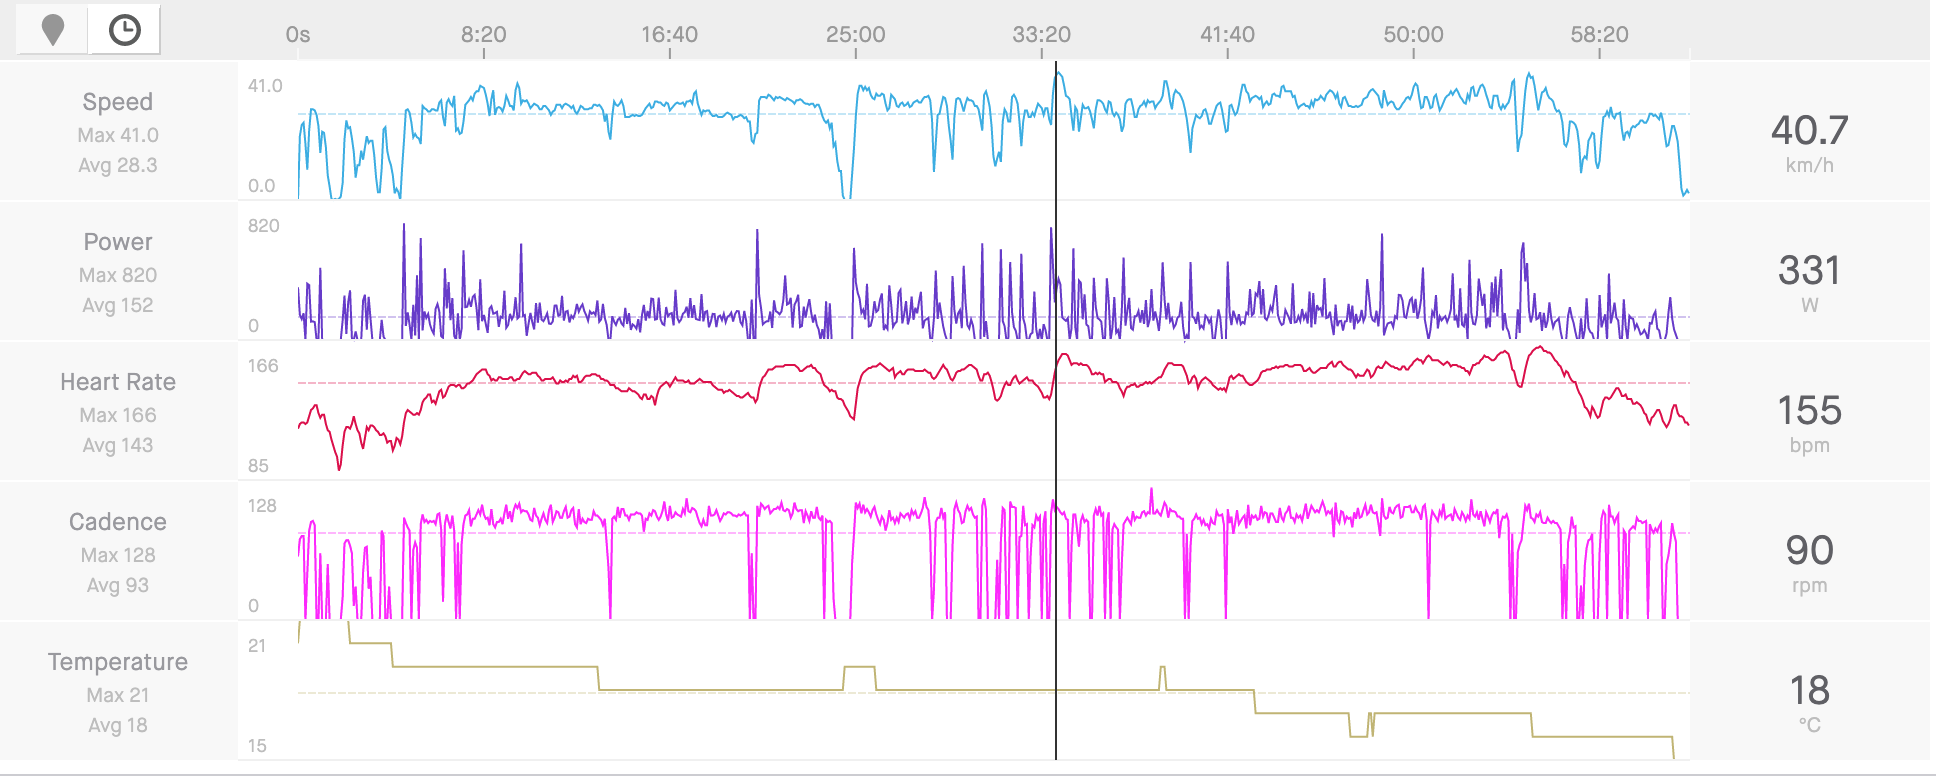 0s 8:20 16:40 25:00 33:20 41:40 50:00 58:20
Speed
Max 41.0
Avg 28.3
41.0
0.0
40.7
km/h
Power
Max 820
Avg 152
820
0
331
W
Heart Rate
Max 166
Avg 143
166
85
155
bpm
Cadence
Max 128
Avg 93
128
0
90
rpm
Temperature
Max 21
Avg 18
21
15
18
°C